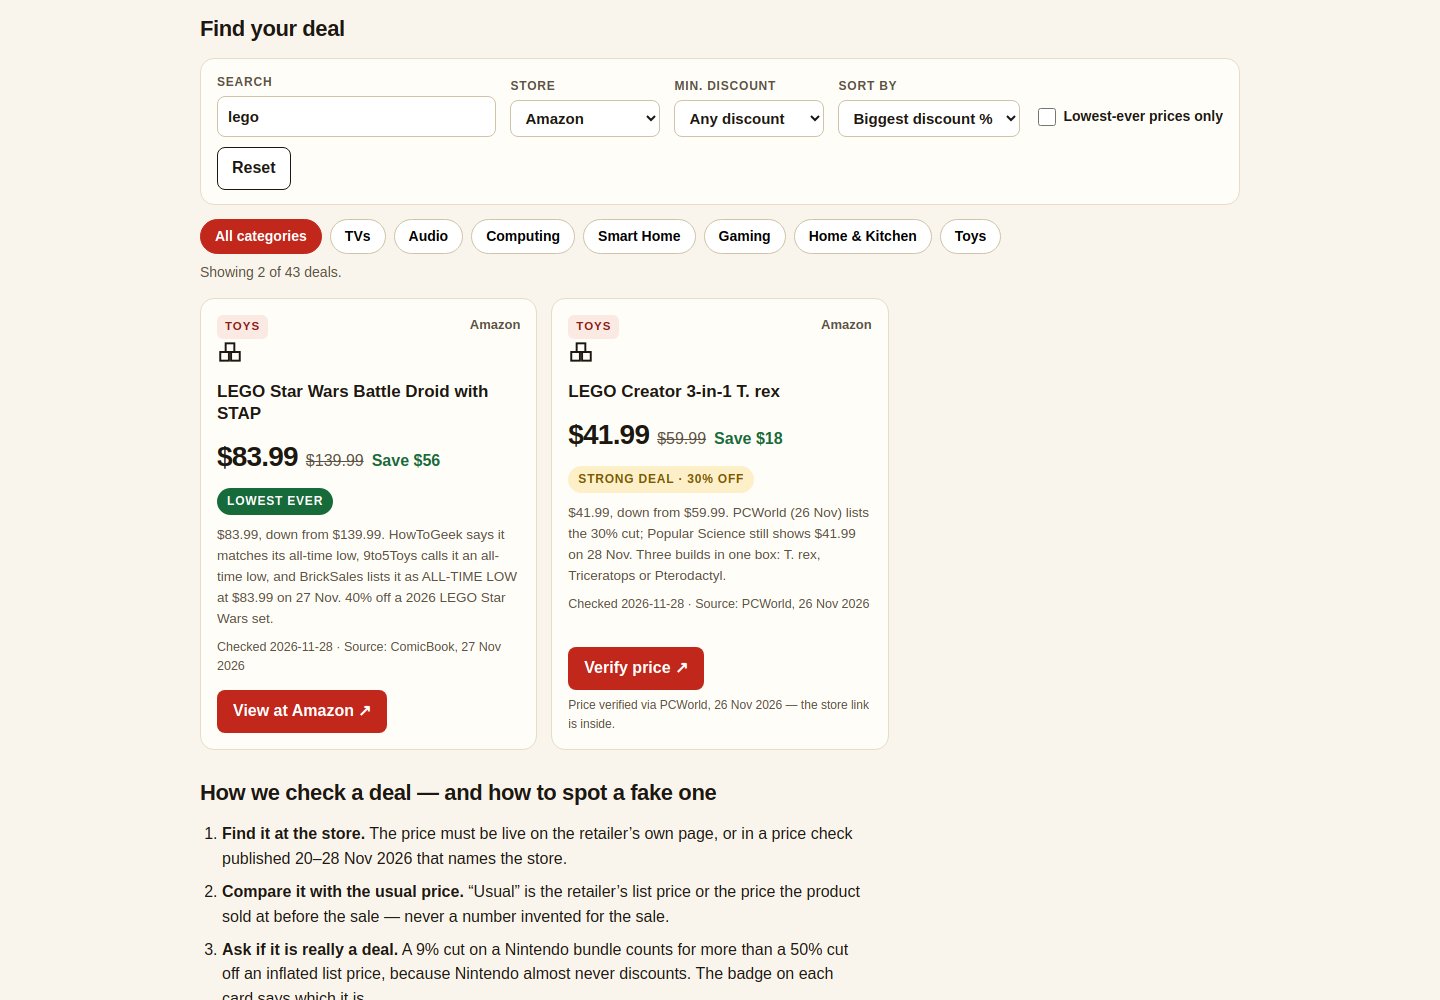 Find your deal
SEARCH
STORE
MIN. DISCOUNT
SORT BY
lego
Amazon
Any discount
Biggest discount %
Lowest-ever prices only
Reset
All categories
TVs
Audio
Computing
Smart Home
Gaming
Home & Kitchen
Toys
Showing 2 of 43 deals.
TOYS
Amazon
LEGO Star Wars Battle Droid with
STAP
$83.99 $139.99 Save $56
LOWEST EVER
$83.99, down from $139.99. HowToGeek says it
matches its all-time low, 9to5Toys calls it an all-
time low, and BrickSales lists it as ALL-TIME LOW
at $83.99 on 27 Nov. 40% off a 2026 LEGO Star
Wars set.
Checked 2026-11-28 · Source: ComicBook, 27 Nov
2026
View at Amazon ↗
TOYS
Amazon
LEGO Creator 3-in-1 T. rex
$41.99 $59.99 Save $18
STRONG DEAL · 30% OFF
$41.99, down from $59.99. PCWorld (26 Nov) lists
the 30% cut; Popular Science still shows $41.99
on 28 Nov. Three builds in one box: T. rex,
Triceratops or Pterodactyl.
Checked 2026-11-28 · Source: PCWorld, 26 Nov 2026
Verify price ↗
Price verified via PCWorld, 26 Nov 2026 — the store link
is inside.
How we check a deal — and how to spot a fake one
1. Find it at the store. The price must be live on the retailer’s own page, or in a price check
published 20–28 Nov 2026 that names the store.
2. Compare it with the usual price. “Usual” is the retailer’s list price or the price the product
sold at before the sale — never a number invented for the sale.
3. Ask if it is really a deal. A 9% cut on a Nintendo bundle counts for more than a 50% cut
off an inflated list price, because Nintendo almost never discounts. The badge on each
card says which it is.